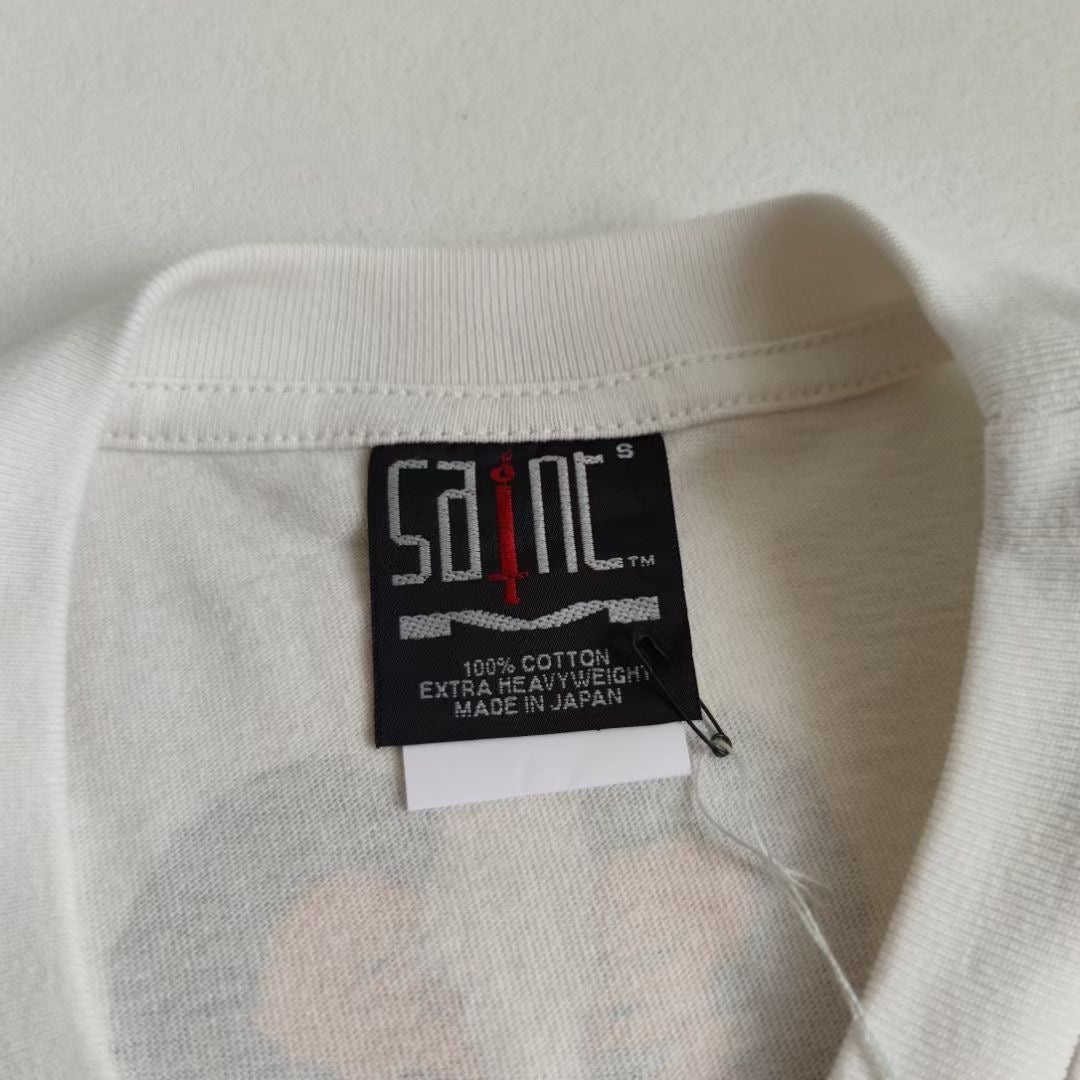 saint S
TM
100% COTTON
EXTRA HEAVYWEIGHT
MADE IN JAPAN